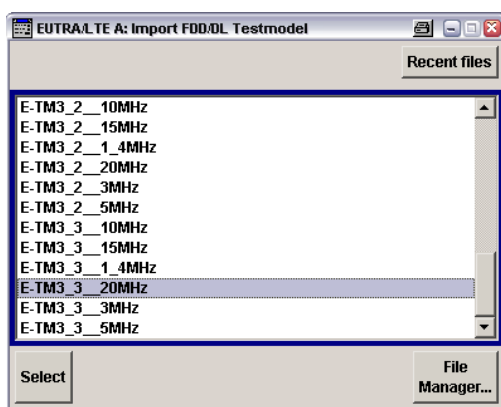 EUTRA/LTE A: Import FDD/DL Testmodel
Recent files
E-TM3_2__10MHz
E-TM3_2__15MHz
E-TM3_2__1_4MHz
E-TM3_2__20MHz
E-TM3_2__3MHz
E-TM3_2__5MHz
E-TM3_3__10MHz
E-TM3_3__15MHz
E-TM3_3__1_4MHz
E-TM3_3__20MHz
E-TM3_3__3MHz
E-TM3_3__5MHz
Select
File
Manager...